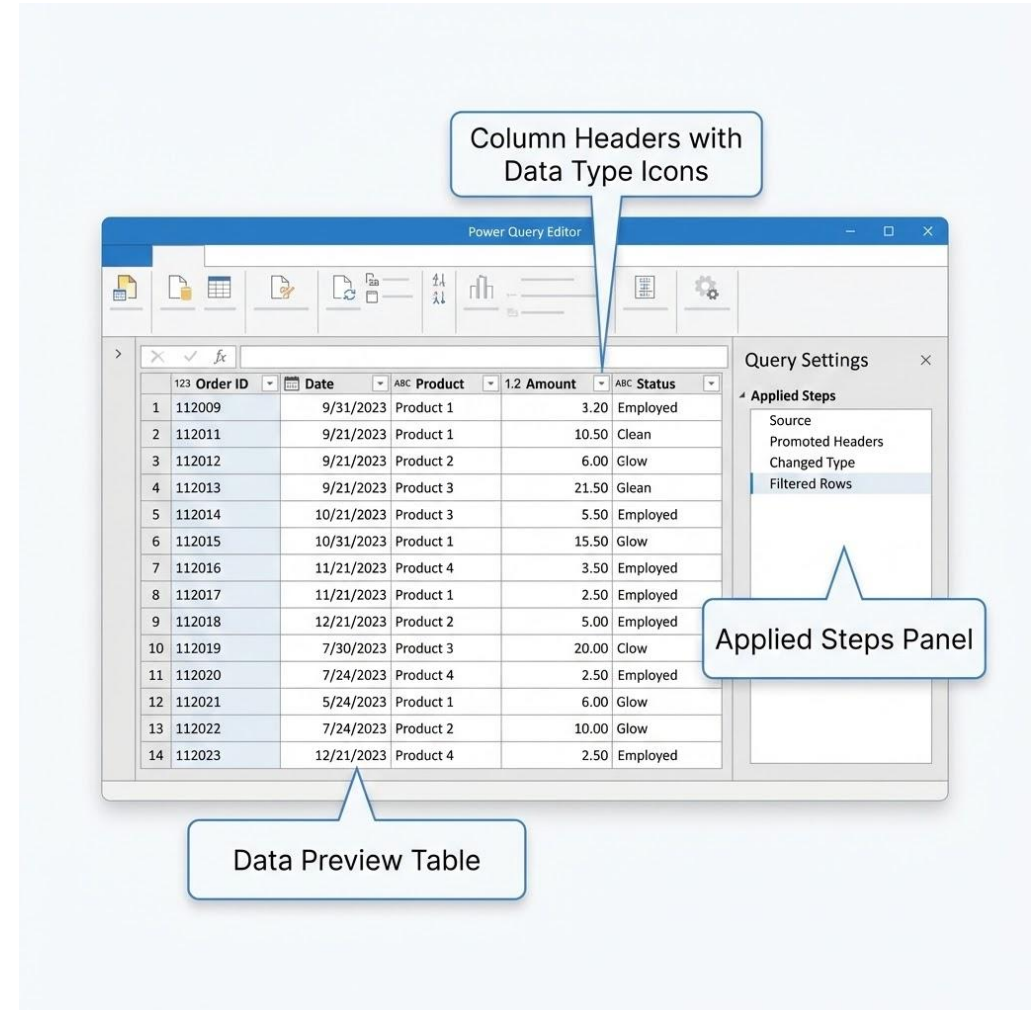 Column Headers with
Data Type Icons
Power Query Editor
fx
Query Settings
123 Order ID Date ABC Product 1.2 Amount ABC Status
1 112009 9/31/2023 Product 1 3.20 Employed
2 112011 9/21/2023 Product 1 10.50 Clean
3 112012 9/21/2023 Product 2 6.00 Glow
4 112013 9/21/2023 Product 3 21.50 Glean
5 112014 10/21/2023 Product 3 5.50 Employed
6 112015 10/31/2023 Product 1 15.50 Glow
7 112016 11/21/2023 Product 4 3.50 Employed
8 112017 11/21/2023 Product 1 2.50 Employed
9 112018 12/21/2023 Product 2 5.00 Employed
10 112019 7/30/2023 Product 3 20.00 Clow
11 112020 7/24/2023 Product 4 2.50 Employed
12 112021 5/24/2023 Product 1 6.00 Glow
13 112022 7/24/2023 Product 2 10.00 Glow
14 112023 12/21/2023 Product 4 2.50 Employed
Applied Steps
Source
Promoted Headers
Changed Type
Filtered Rows
Applied Steps Panel
Data Preview Table